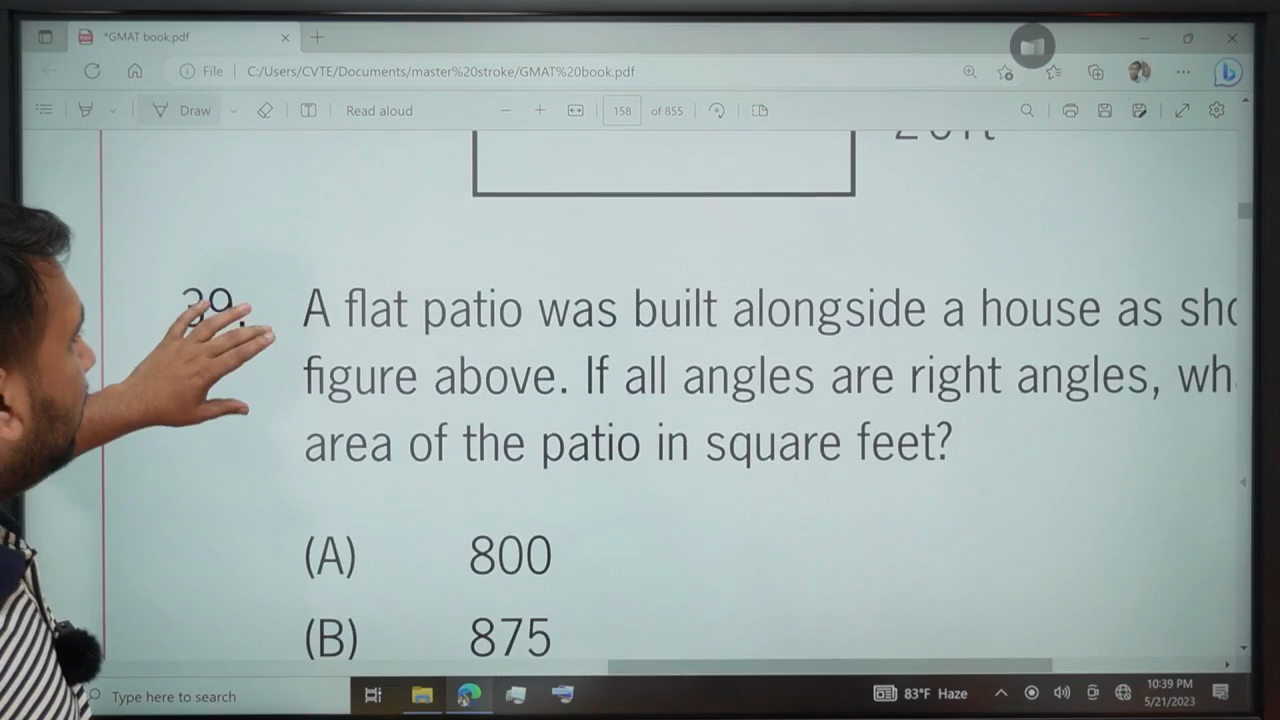 *GMAT book.pdf
File C:/Users/CVTE/Documents/master%20stroke/GMAT%20book.pdf
Draw Read aloud 158 of 855
39. A flat patio was built alongside a house as
figure above. If all angles are right angles,
area of the patio in square feet?
(A) 800
(B) 875
Type here to search 83°F Haze 10:39 PM
5/21/2023